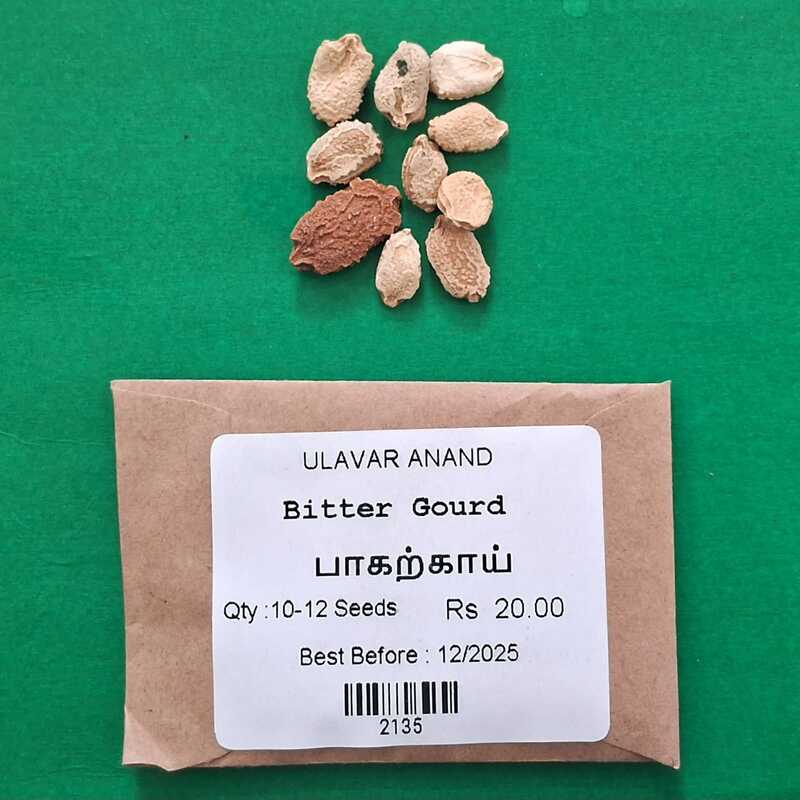 ULAVAR ANAND
Bitter Gourd
பாகற்காய்
Qty :10-12 Seeds Rs 20.00
Best Before : 12/2025
2135